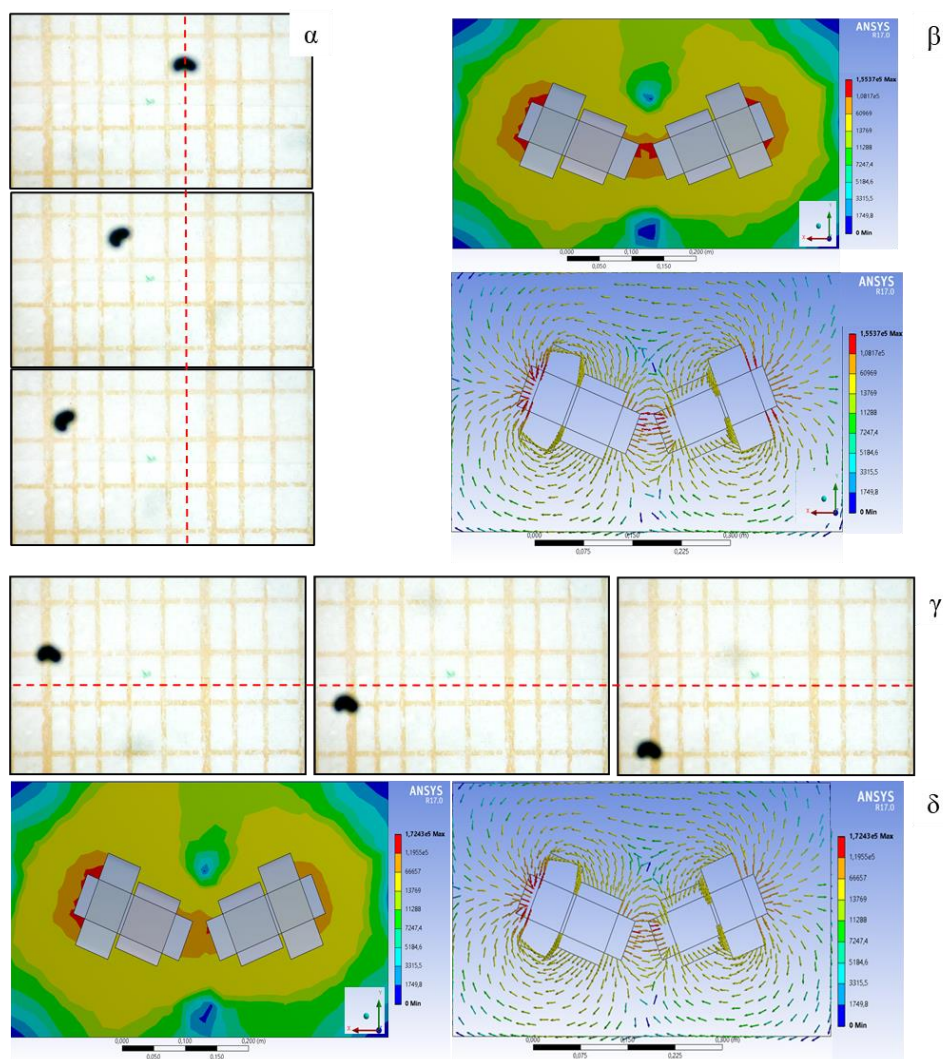 α
β
ANSYS
R17.0
1,5537e5 Max
1,0817e5
60969
13769
11288
7247,4
5184,6
3315,5
1749,8
0 Min
Y
X
0,000
0,100
0,200 (m)
0,050
0,150
ANSYS
R17.0
1,5537e5 Max
1,0817e5
60969
13769
11288
7247,4
5184,6
3315,5
1749,8
0 Min
Y
X
0,000
0,150
0,300 (m)
0,075
0,225
γ
δ
ANSYS
R17.0
1,7243e5 Max
1,1955e5
66657
13769
11288
7247,4
5184,6
3315,5
1749,8
0 Min
Y
X
0,000
0,100
0,200 (m)
0,050
0,150
ANSYS
R17.0
1,7243e5 Max
1,1955e5
66657
13769
11288
7247,4
5184,6
3315,5
1749,8
0 Min
Y
X
0,000
0,150
0,300 (m)
0,075
0,225